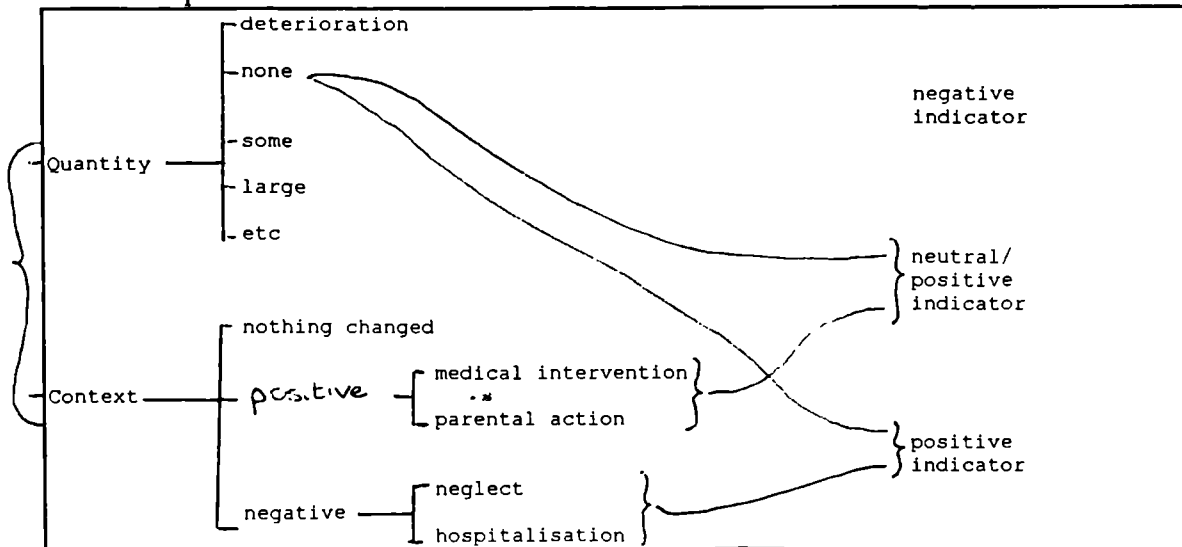 deterioration
none
some
Quantity
large
etc
negative
indicator
neutral/
positive
indicator
nothing changed
Context
positive
medical intervention
parental action
positive
indicator
negative
neglect
hospitalisation